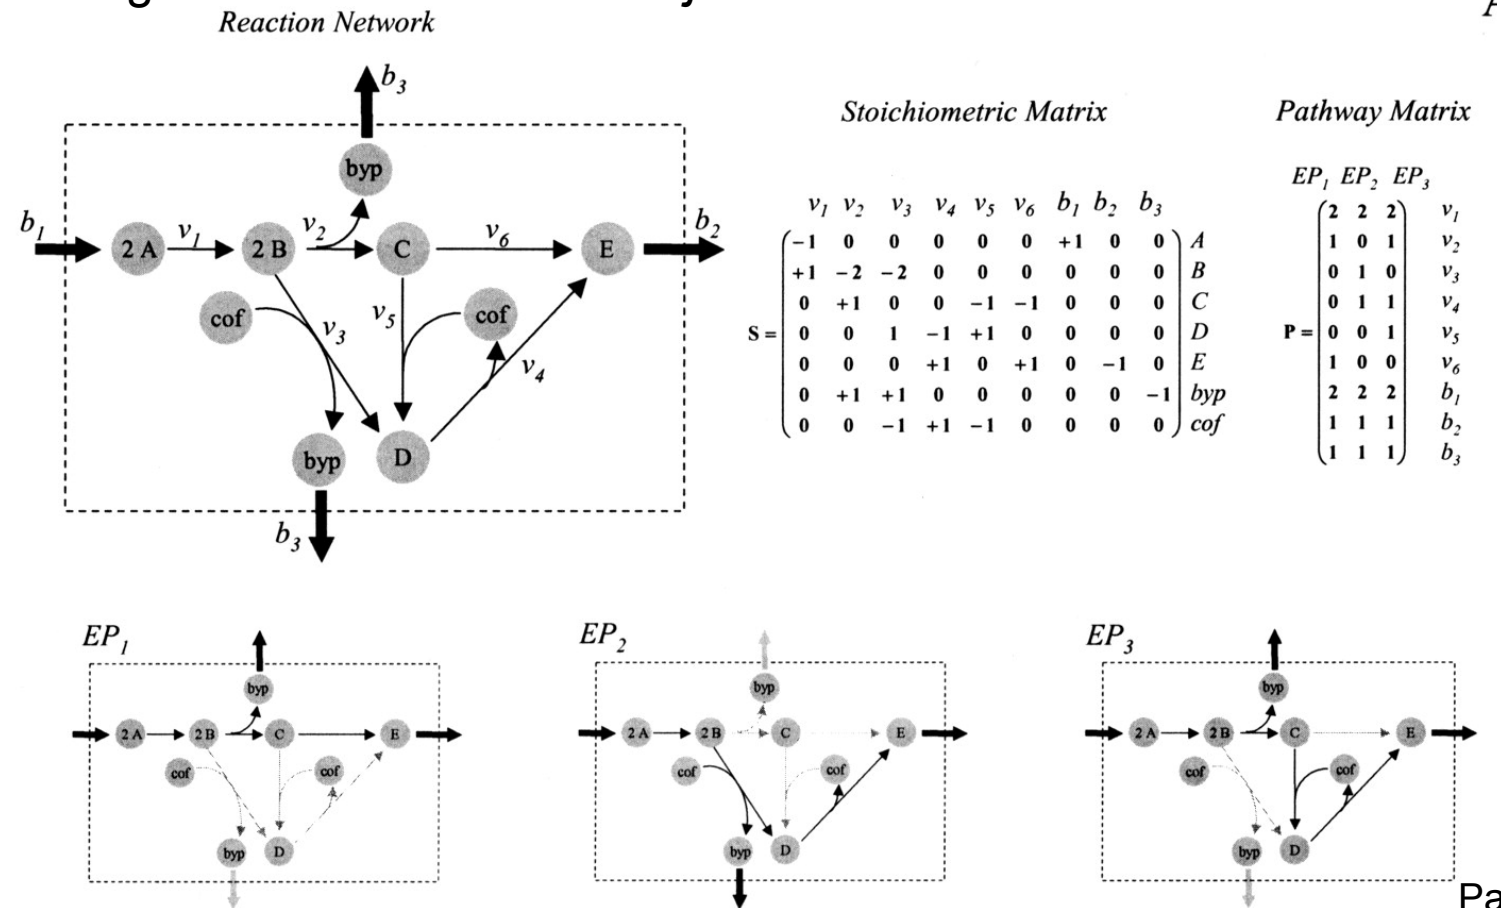 Reaction Network
b3
byp
b1 v1 v2 v6 b2
2 A 2 B C E
cof v3 v5 cof v4
byp D
b3
Stoichiometric Matrix
v1 v2 v3 v4 v5 v6 b1 b2 b3
−1 0 0 0 0 0 +1 0 0 A
+1 −2 −2 0 0 0 0 0 0 B
0 +1 0 0 −1 −1 0 0 0 C
S = 0 0 1 −1 +1 0 0 0 0 D
0 0 0 +1 0 +1 0 −1 0 E
0 +1 +1 0 0 0 0 0 −1 byp
0 0 −1 +1 −1 0 0 0 0 cof
Pathway Matrix
EP1 EP2 EP3
2 2 2 v1
1 0 1 v2
0 1 0 v3
0 1 1 v4
P = 0 0 1 v5
1 0 0 v6
2 2 2 b1
1 1 1 b2
1 1 1 b3
EP1
byp
2 A 2 B C E
cof cof
byp D
EP2
byp
2 A 2 B C E
cof cof
byp D
EP3
byp
2 A 2 B C E
cof cof
byp D
Pa